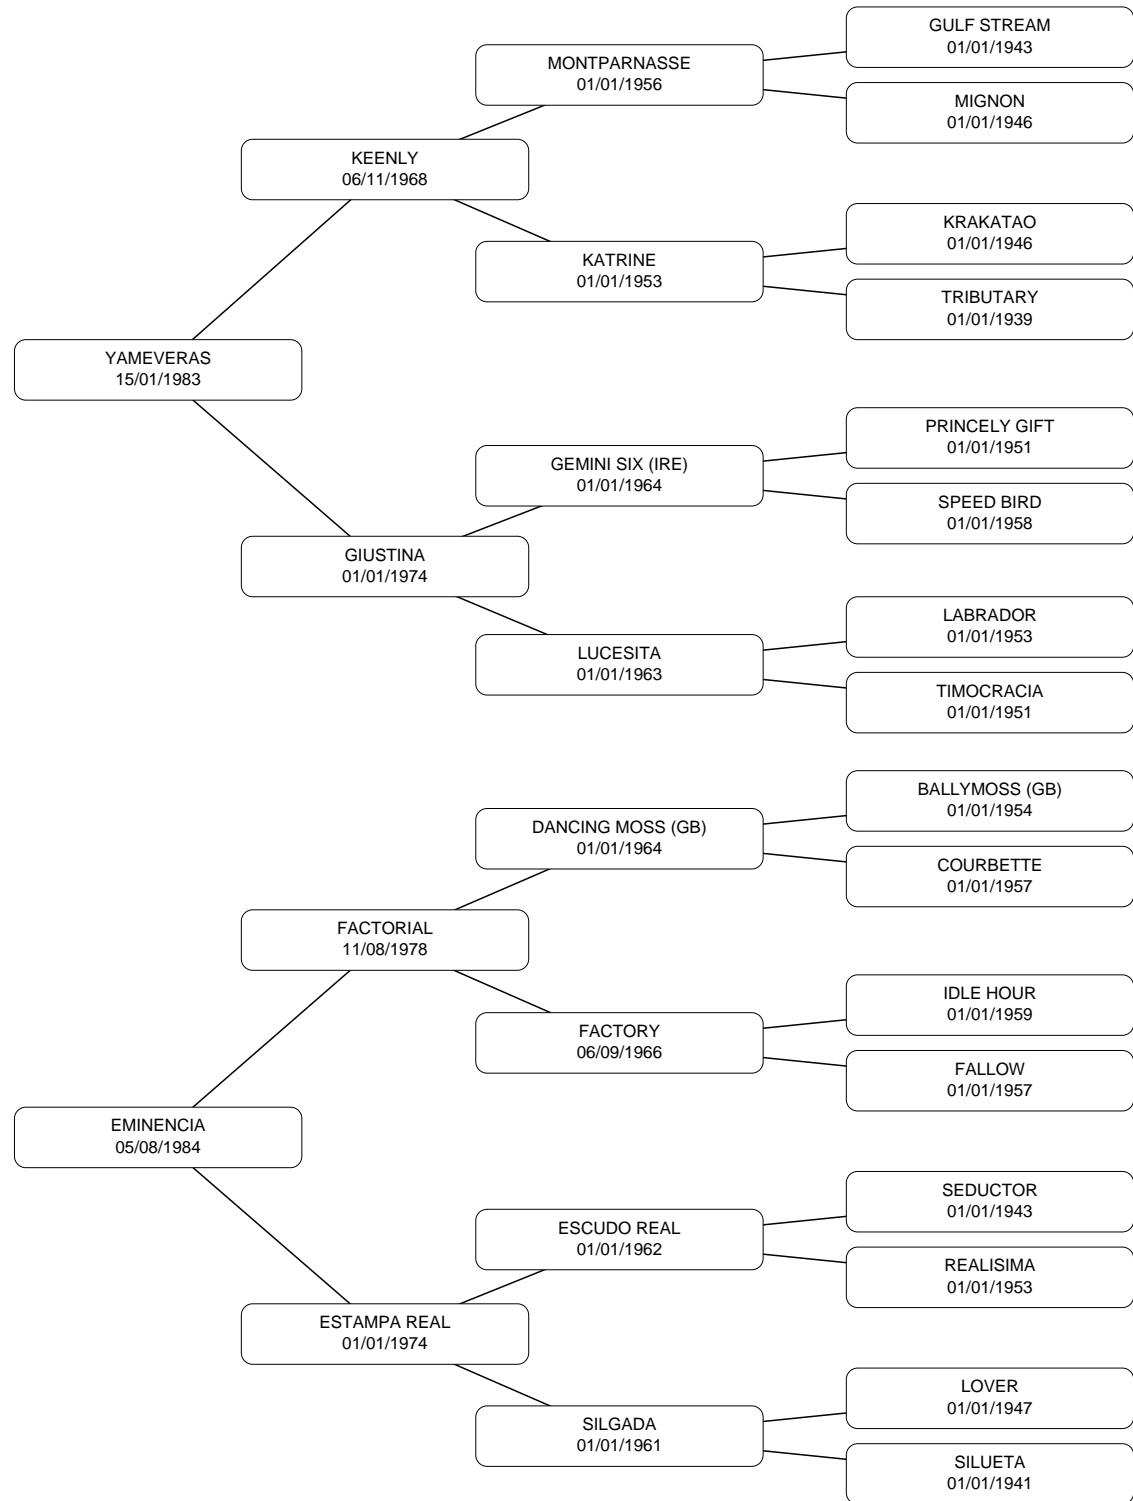 GULF STREAM
01/01/1943
MONTPARNASSE
01/01/1956
MIGNON
01/01/1946
KEENLY
06/11/1968
KRAKATAO
01/01/1946
KATRINE
01/01/1953
TRIBUTARY
01/01/1939
YAMEVERAS
15/01/1983
PRINCELY GIFT
01/01/1951
GEMINI SIX (IRE)
01/01/1964
SPEED BIRD
01/01/1958
GIUSTINA
01/01/1974
LABRADOR
01/01/1953
LUCESITA
01/01/1963
TIMOCRACIA
01/01/1951
BALLYMOSS (GB)
01/01/1954
DANCING MOSS (GB)
01/01/1964
COURBETTE
01/01/1957
FACTORIAL
11/08/1978
IDLE HOUR
01/01/1959
FACTORY
06/09/1966
FALLOW
01/01/1957
EMINENCIA
05/08/1984
SEDUCTOR
01/01/1943
ESCUDO REAL
01/01/1962
REALISIMA
01/01/1953
ESTAMPA REAL
01/01/1974
LOVER
01/01/1947
SILGADA
01/01/1961
SILUETA
01/01/1941